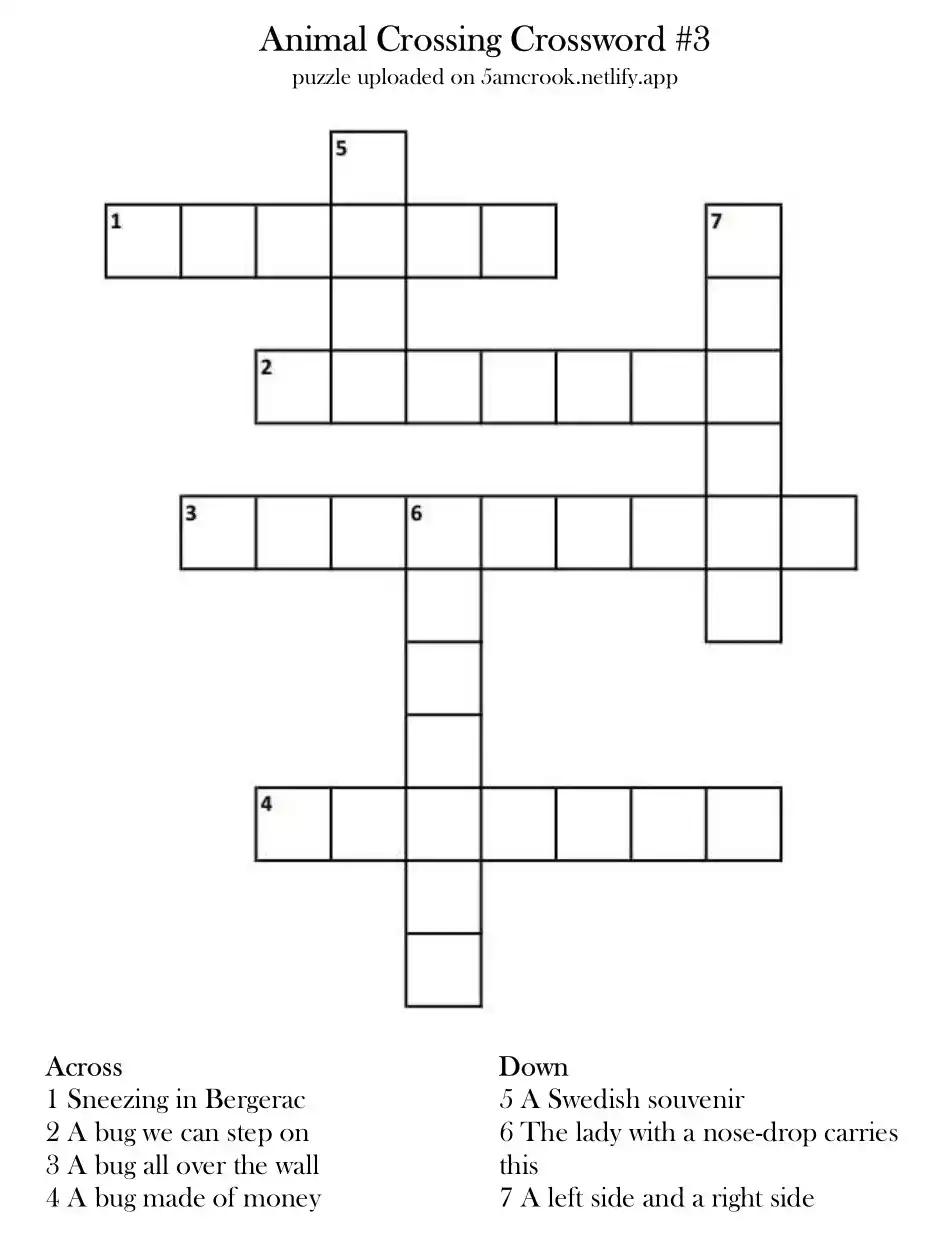 Animal Crossing Crossword #3
puzzle uploaded on 5amcrook.netlify.app
5
1
7
2
3
6
4
Across
1 Sneezing in Bergerac
2 A bug we can step on
3 A bug all over the wall
4 A bug made of money
Down
5 A Swedish souvenir
6 The lady with a nose-drop carries
this
7 A left side and a right side